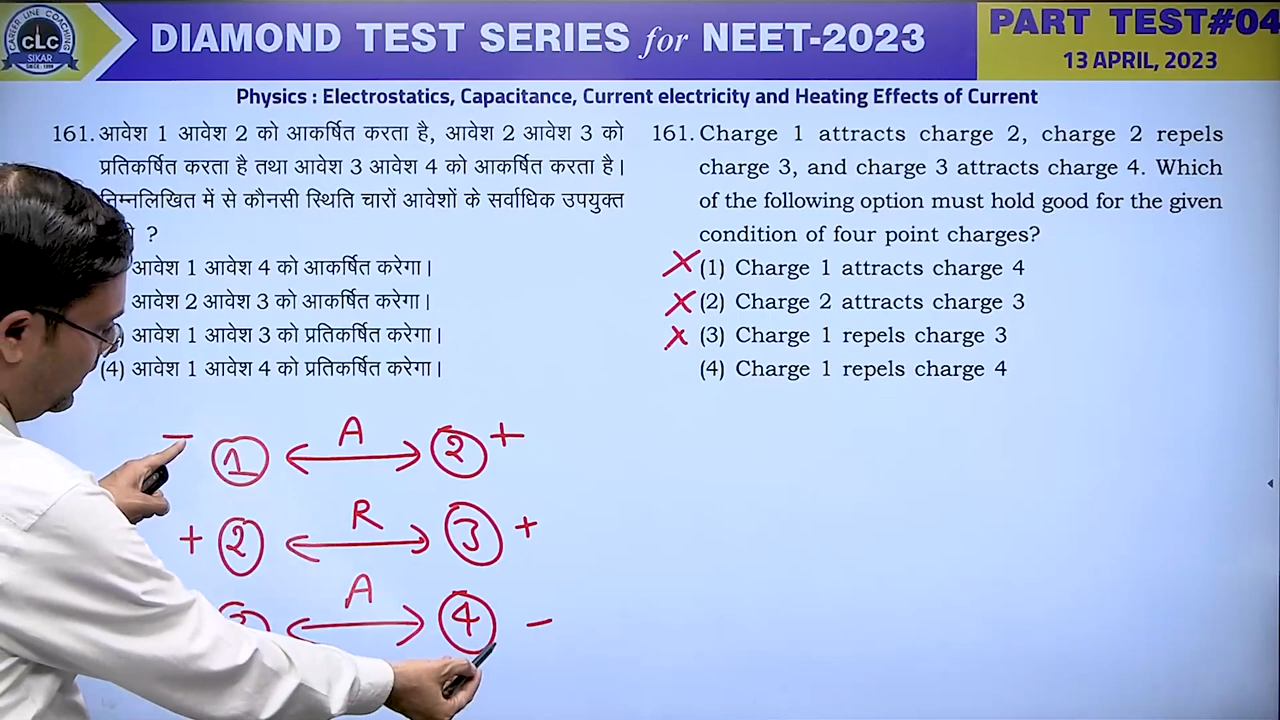 CAREER LINE COACHING
CLC
SIKAR
SINCE : 1996
DIAMOND TEST SERIES for NEET-2023
PART TEST#04
13 APRIL, 2023
Physics : Electrostatics, Capacitance, Current electricity and Heating Effects of Current
161. आवेश 1 आवेश 2 को आकर्षित करता है, आवेश 2 आवेश 3 को
प्रतिकर्षित करता है तथा आवेश 3 आवेश 4 को आकर्षित करता है।
निम्नलिखित में से कौनसी स्थिति चारों आवेशों के सर्वाधिक उपयुक्त
?
आवेश 1 आवेश 4 को आकर्षित करेगा।
आवेश 2 आवेश 3 को आकर्षित करेगा।
आवेश 1 आवेश 3 को प्रतिकर्षित करेगा।
(4) आवेश 1 आवेश 4 को प्रतिकर्षित करेगा।
161. Charge 1 attracts charge 2, charge 2 repels
charge 3, and charge 3 attracts charge 4. Which
of the following option must hold good for the given
condition of four point charges?
(1) Charge 1 attracts charge 4
(2) Charge 2 attracts charge 3
(3) Charge 1 repels charge 3
(4) Charge 1 repels charge 4
− 1 A 2 +
+ 2 R 3 +
A 4 −